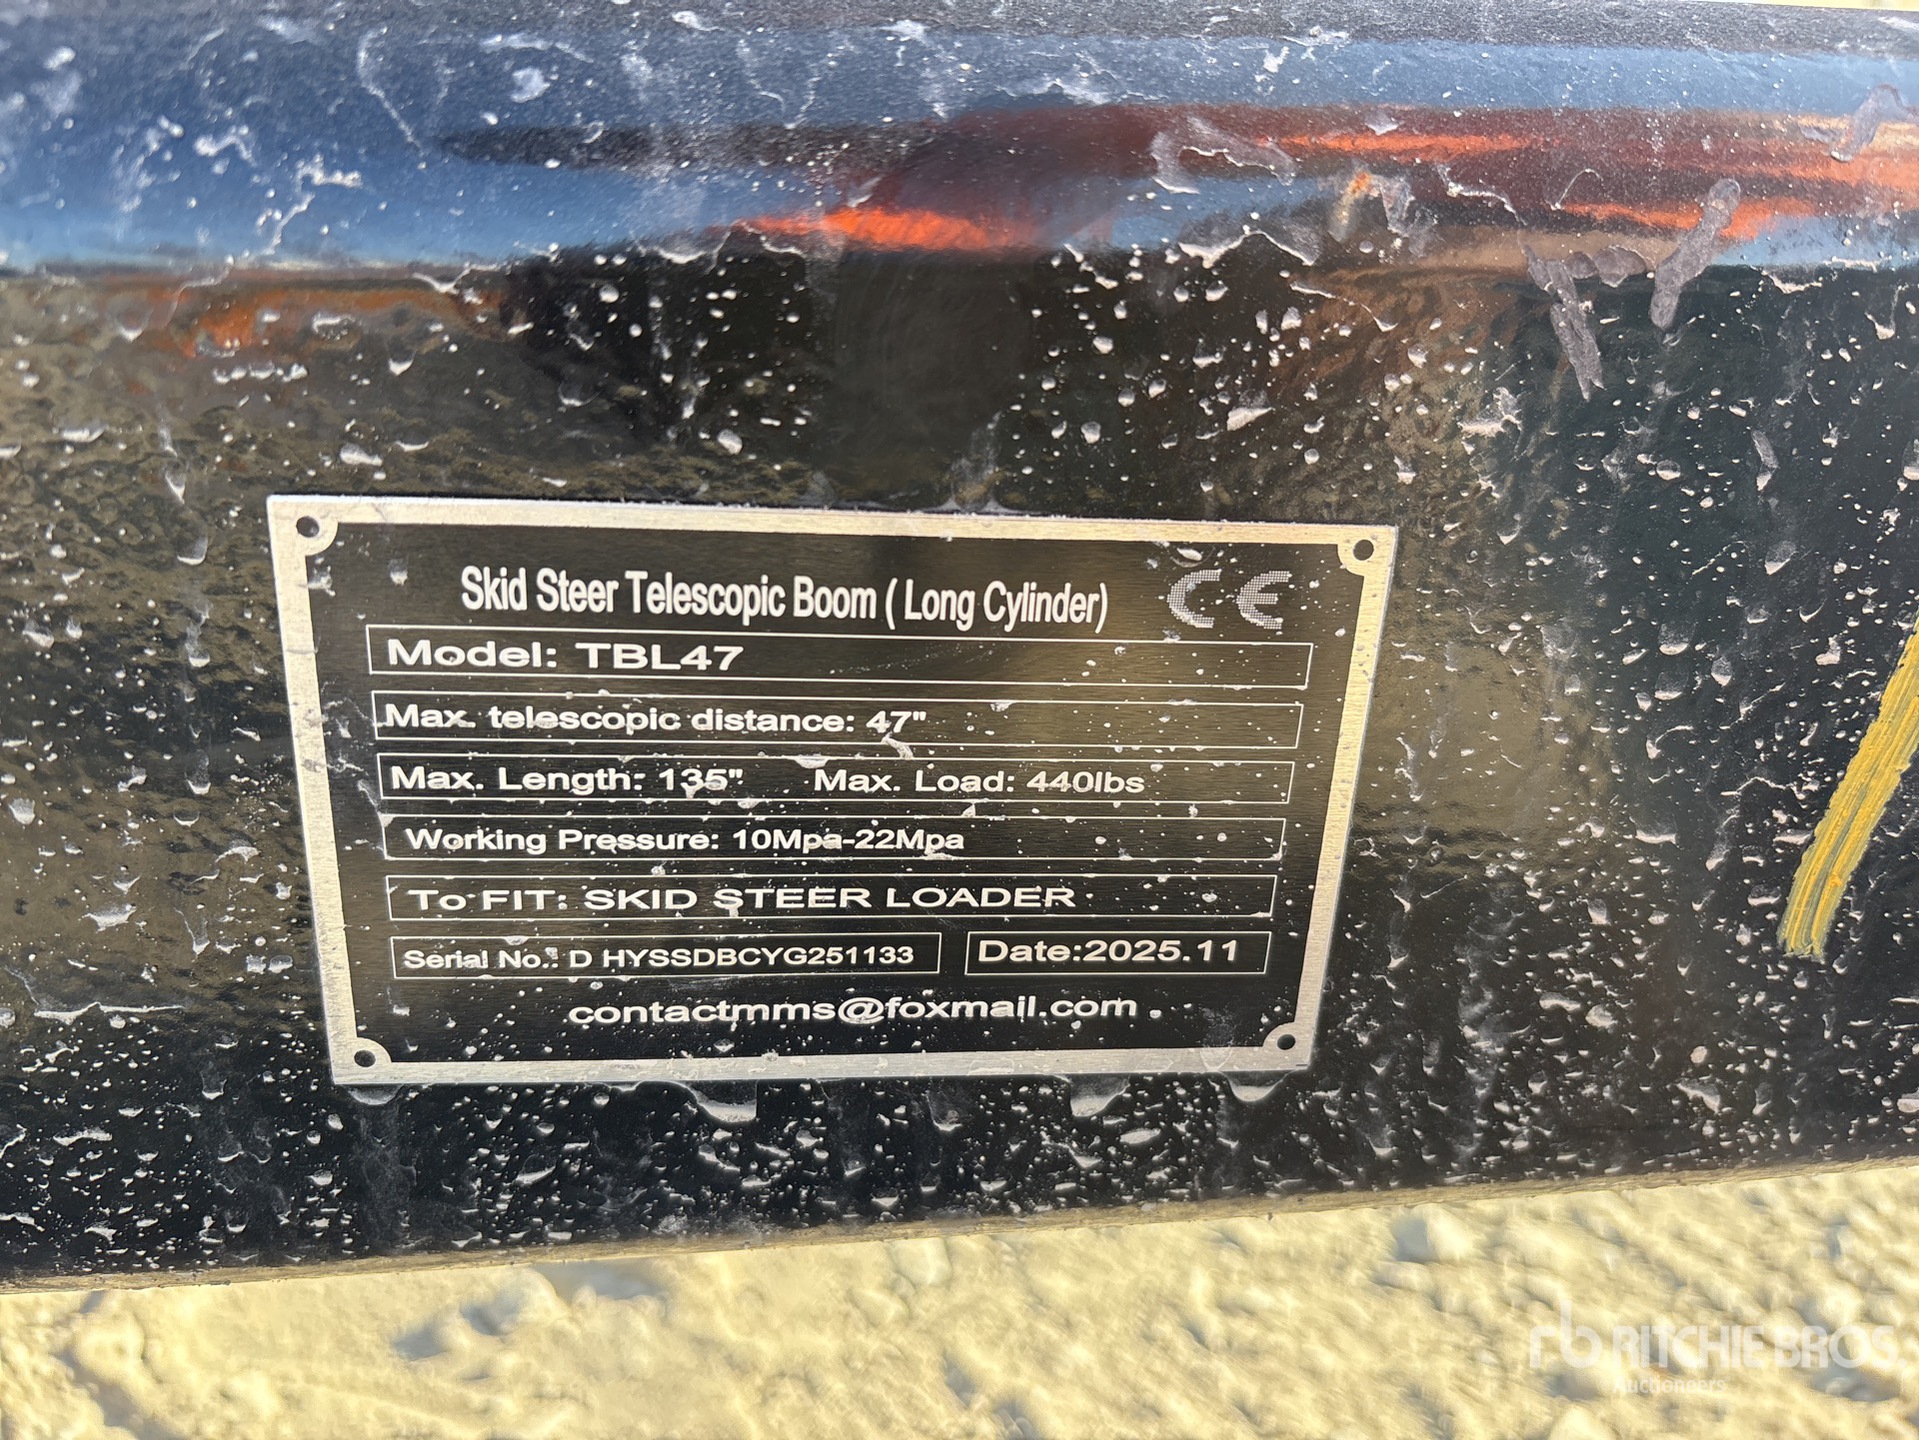 Skid Steer Telescopic Boom ( Long Cylinder) CE
Model: TBL47
Max. telescopic distance: 47"
Max. Length: 135" Max. Load: 440lbs
Working Pressure: 10Mpa-22Mpa
To FIT: SKID STEER LOADER
Serial No.: D HYSSDBCYG251133 Date:2025.11
contactmms@foxmail.com
rb RITCHIE BROS.
Auctioneers